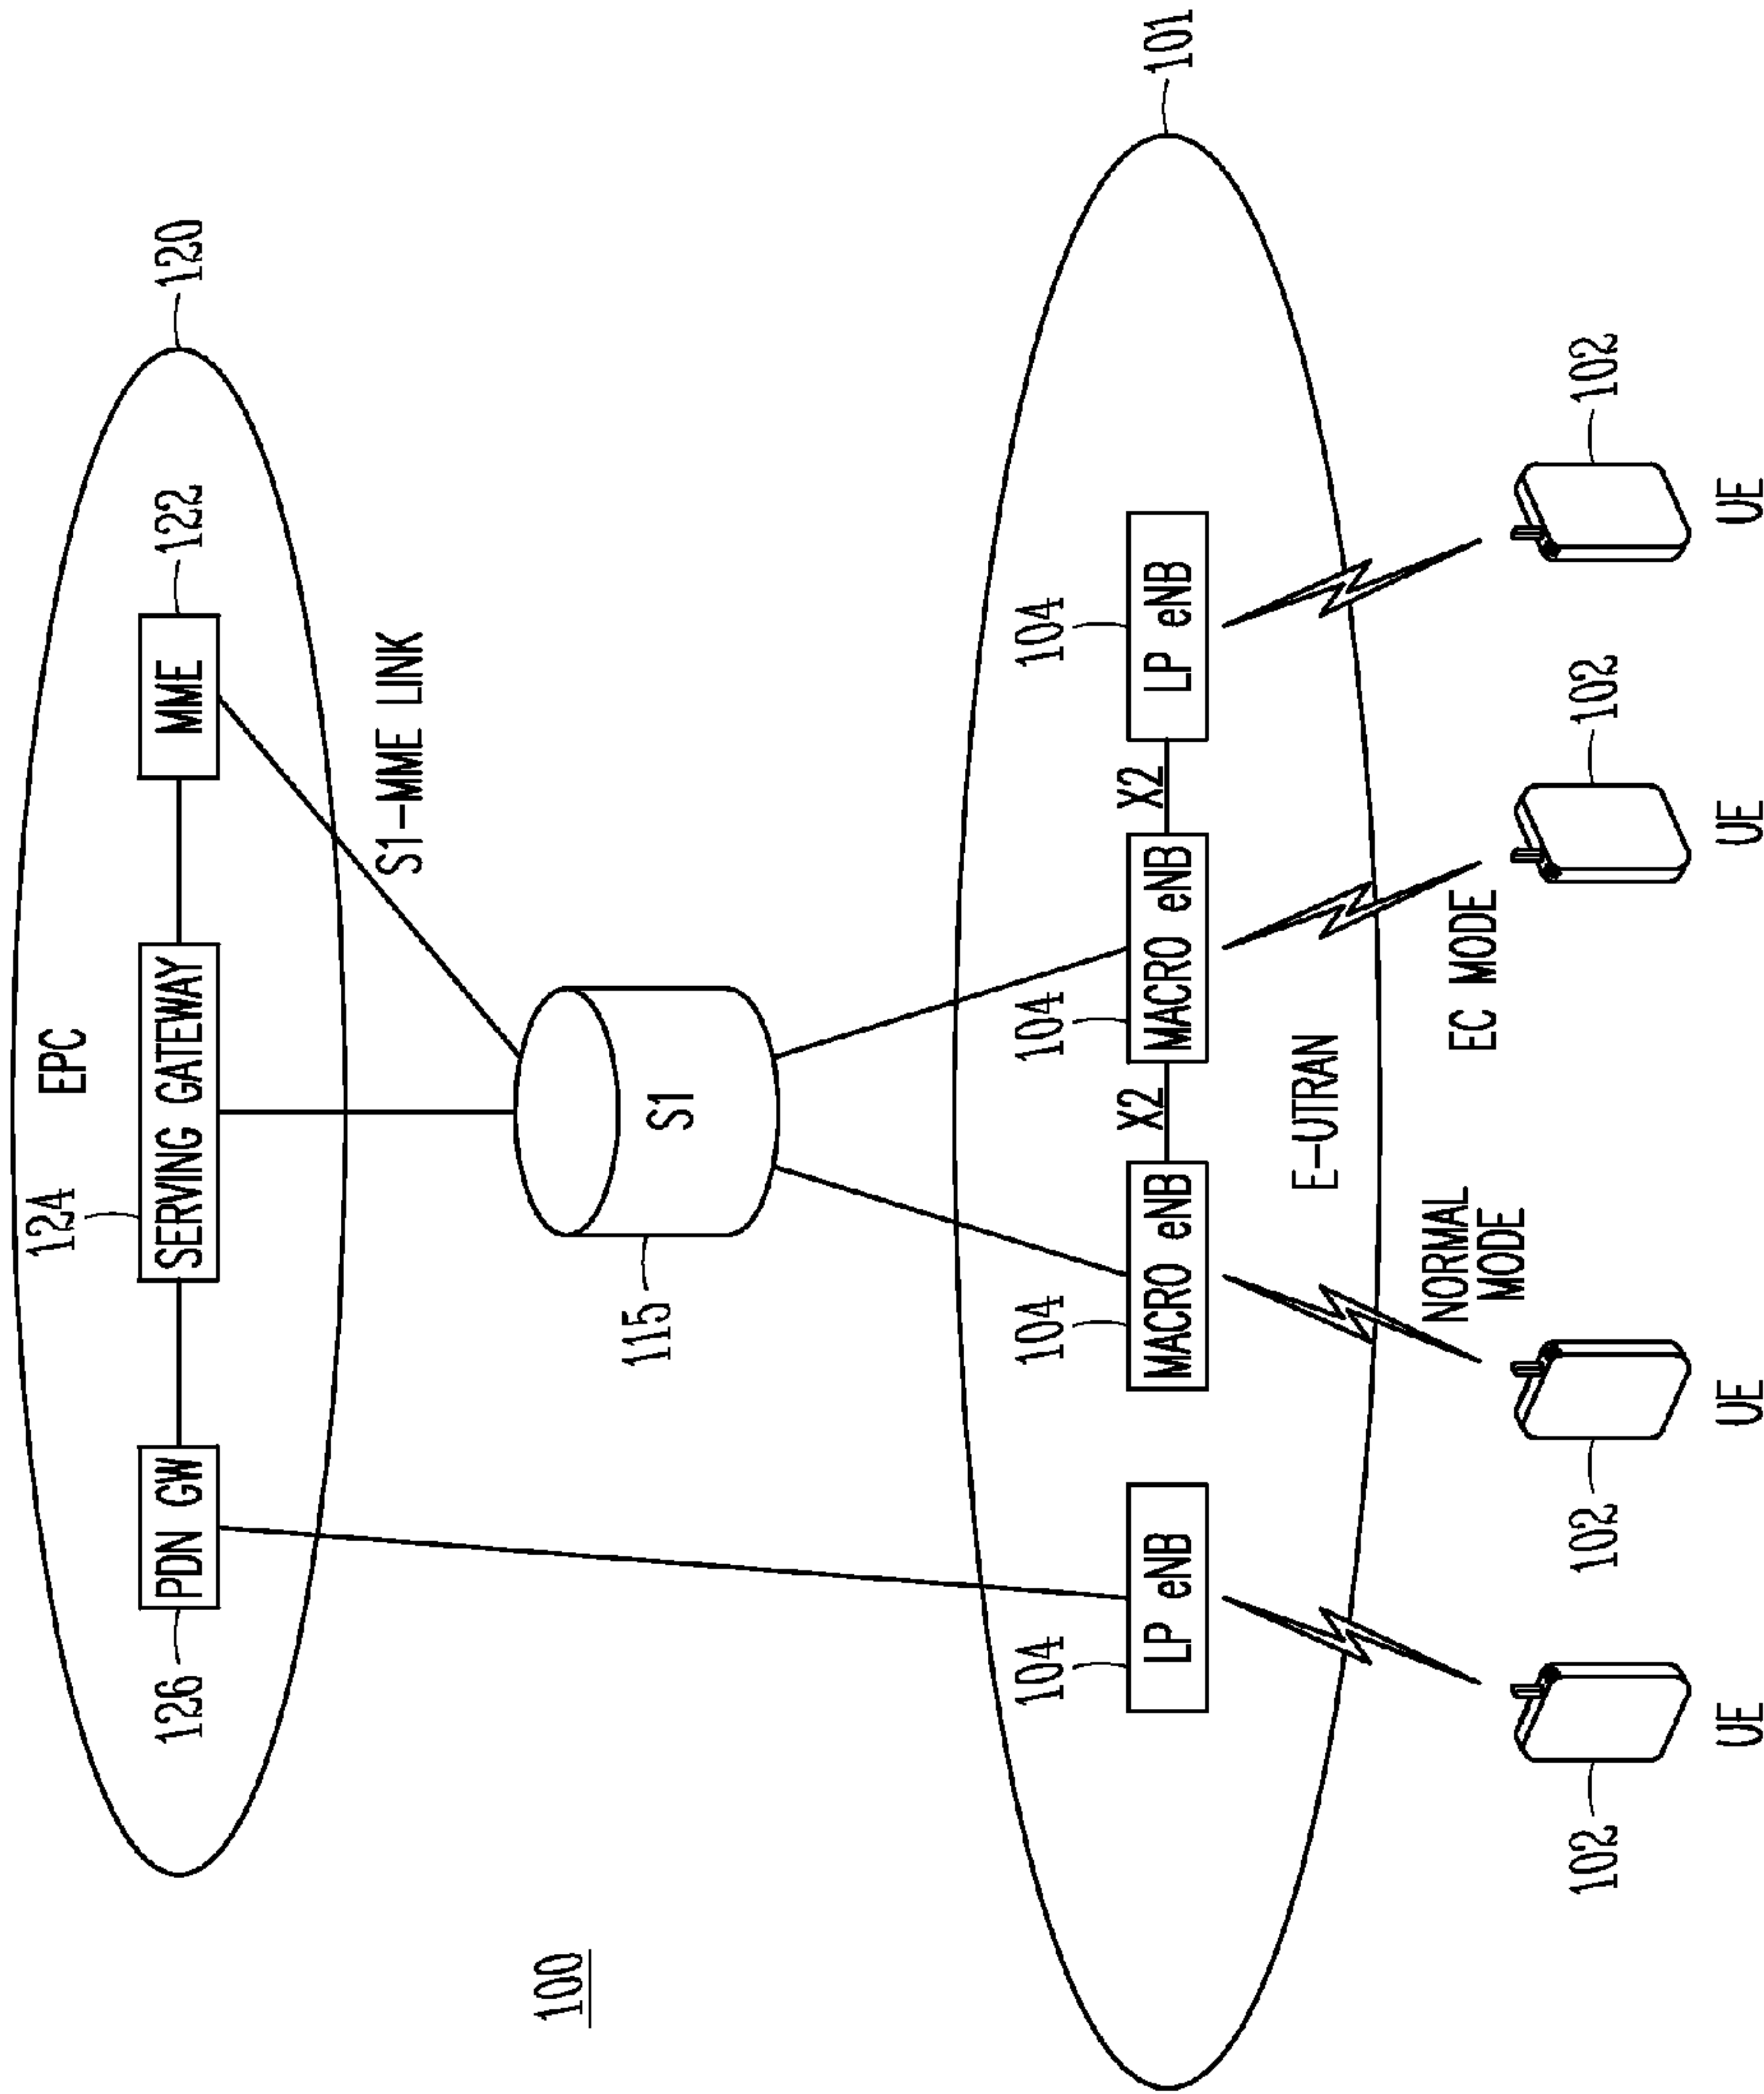 100
120
EPC
126
124
122
PDN GW
SERVING GATEWAY
MME
S1-MME LINK
115
S1
101
104
104
104
104
LP eNB
MACRO eNB
X2
MACRO eNB
X2
LP eNB
E-UTRAN
NORMAL
MODE
EC MODE
102
102
102
102
UE
UE
UE
UE